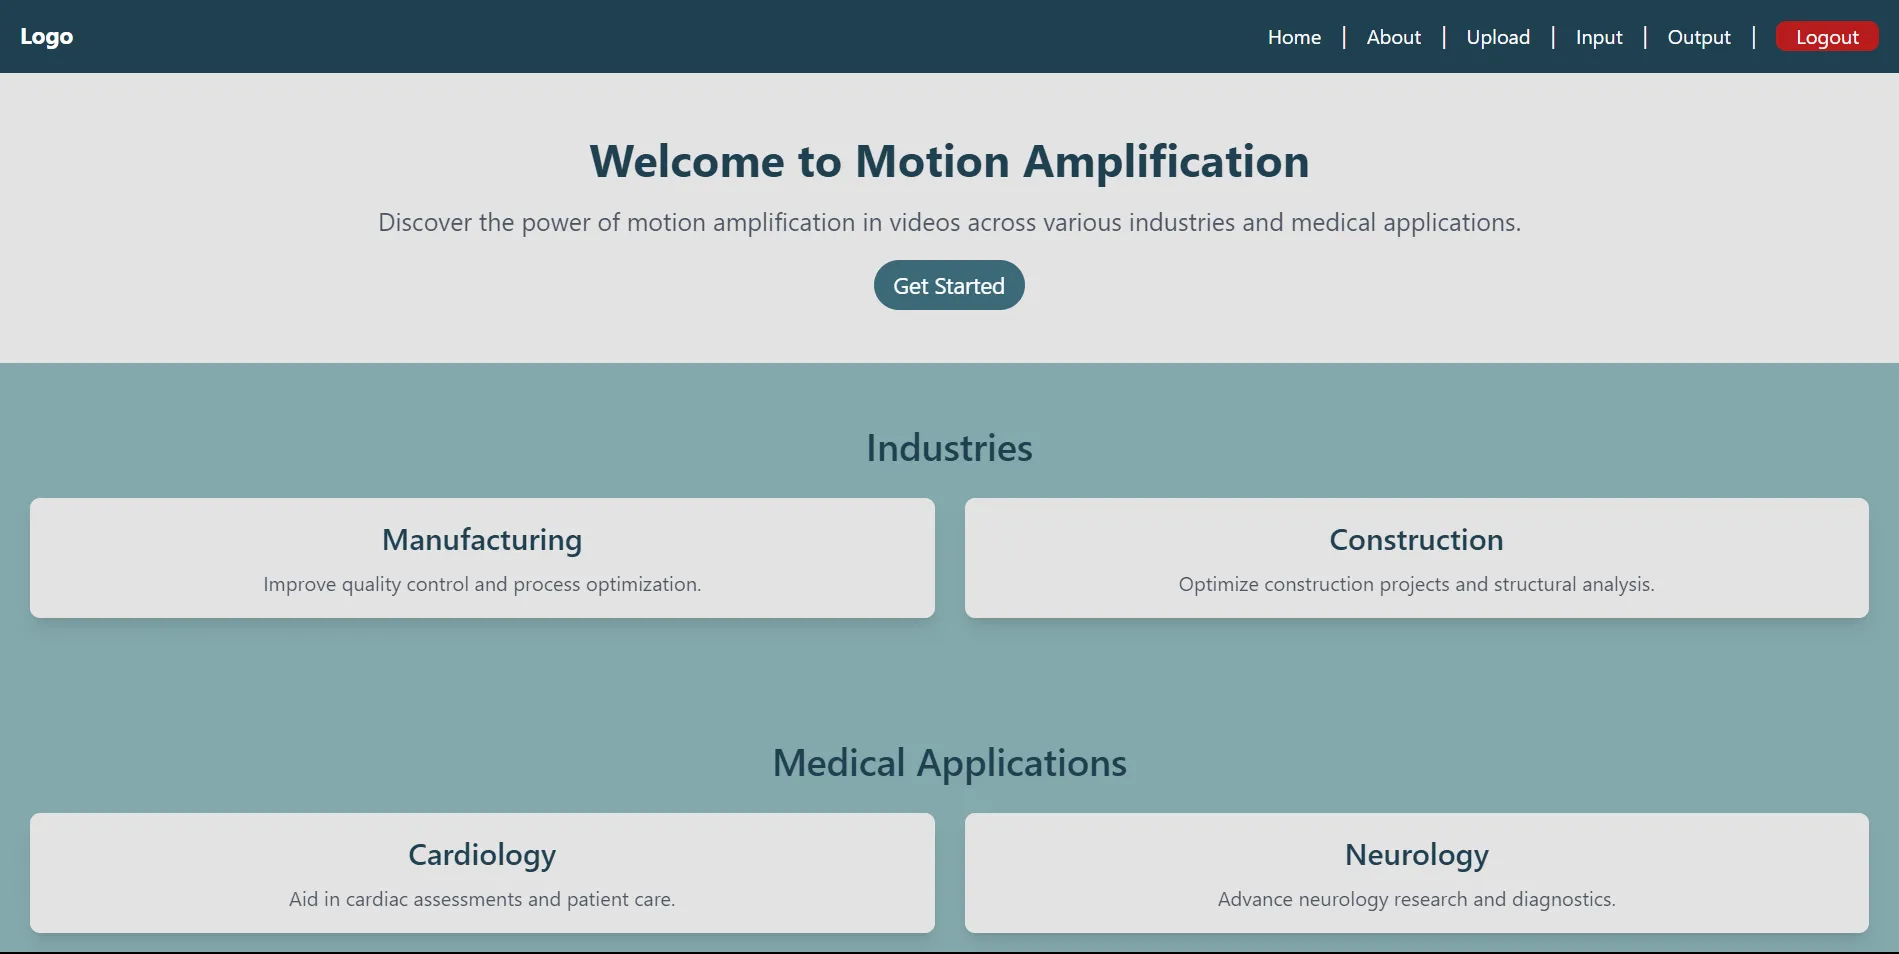 Logo
Home | About | Upload | Input | Output | Logout
Welcome to Motion Amplification
Discover the power of motion amplification in videos across various industries and medical applications.
Get Started
Industries
Manufacturing
Improve quality control and process optimization.
Construction
Optimize construction projects and structural analysis.
Medical Applications
Cardiology
Aid in cardiac assessments and patient care.
Neurology
Advance neurology research and diagnostics.